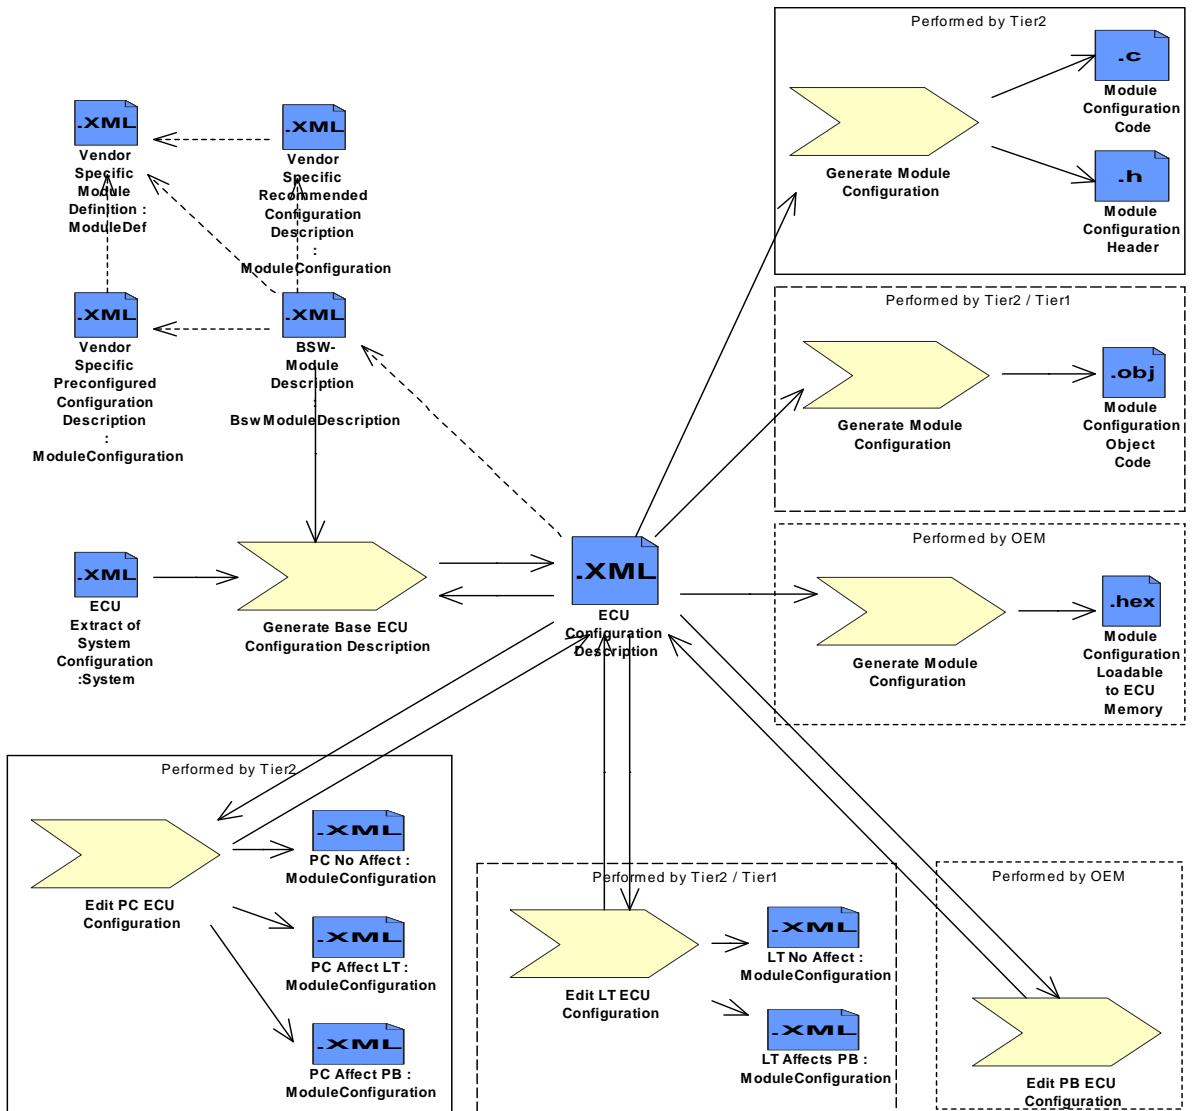 Performed by Tier2
.c
Module
Configuration
Code
.h
Module
Configuration
Header
Generate Module
Configuration
.XML
Vendor
Specific
Module
Definition :
ModuleDef
.XML
Vendor
Specific
Recommended
Configuration
Description
:
ModuleConfiguration
.XML
Vendor
Specific
Preconfigured
Configuration
Description
:
ModuleConfiguration
.XML
BSW-
Module
Description
:
BswModuleDescription
Performed by Tier2 / Tier1
Generate Module
Configuration
.obj
Module
Configuration
Object
Code
.XML
ECU
Extract of
System
Configuration
:System
Generate Base ECU
Configuration Description
.XML
ECU
Configuration
Description
Performed by OEM
Generate Module
Configuration
.hex
Module
Configuration
Loadable
to ECU
Memory
Performed by Tier2
Edit PC ECU
Configuration
.XML
PC No Affect :
ModuleConfiguration
.XML
PC Affect LT :
ModuleConfiguration
.XML
PC Affect PB :
ModuleConfiguration
Performed by Tier2 / Tier1
Edit LT ECU
Configuration
.XML
LT No Affect :
ModuleConfiguration
.XML
LT Affects PB :
ModuleConfiguration
Performed by OEM
Edit PB ECU
Configuration